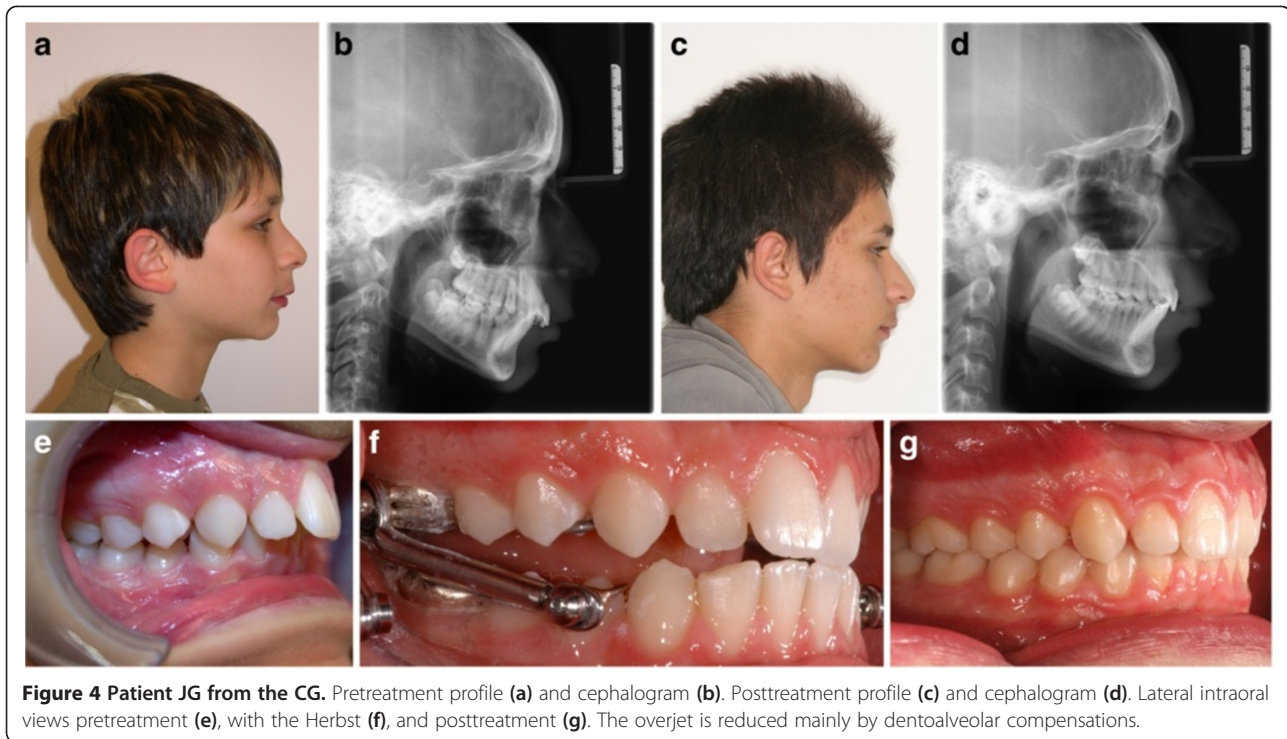 a b c d
e f g
Figure 4 Patient JG from the CG. Pretreatment profile (a) and cephalogram (b). Posttreatment profile (c) and cephalogram (d). Lateral intraoral
views pretreatment (e), with the Herbst (f), and posttreatment (g). The overjet is reduced mainly by dentoalveolar compensations.